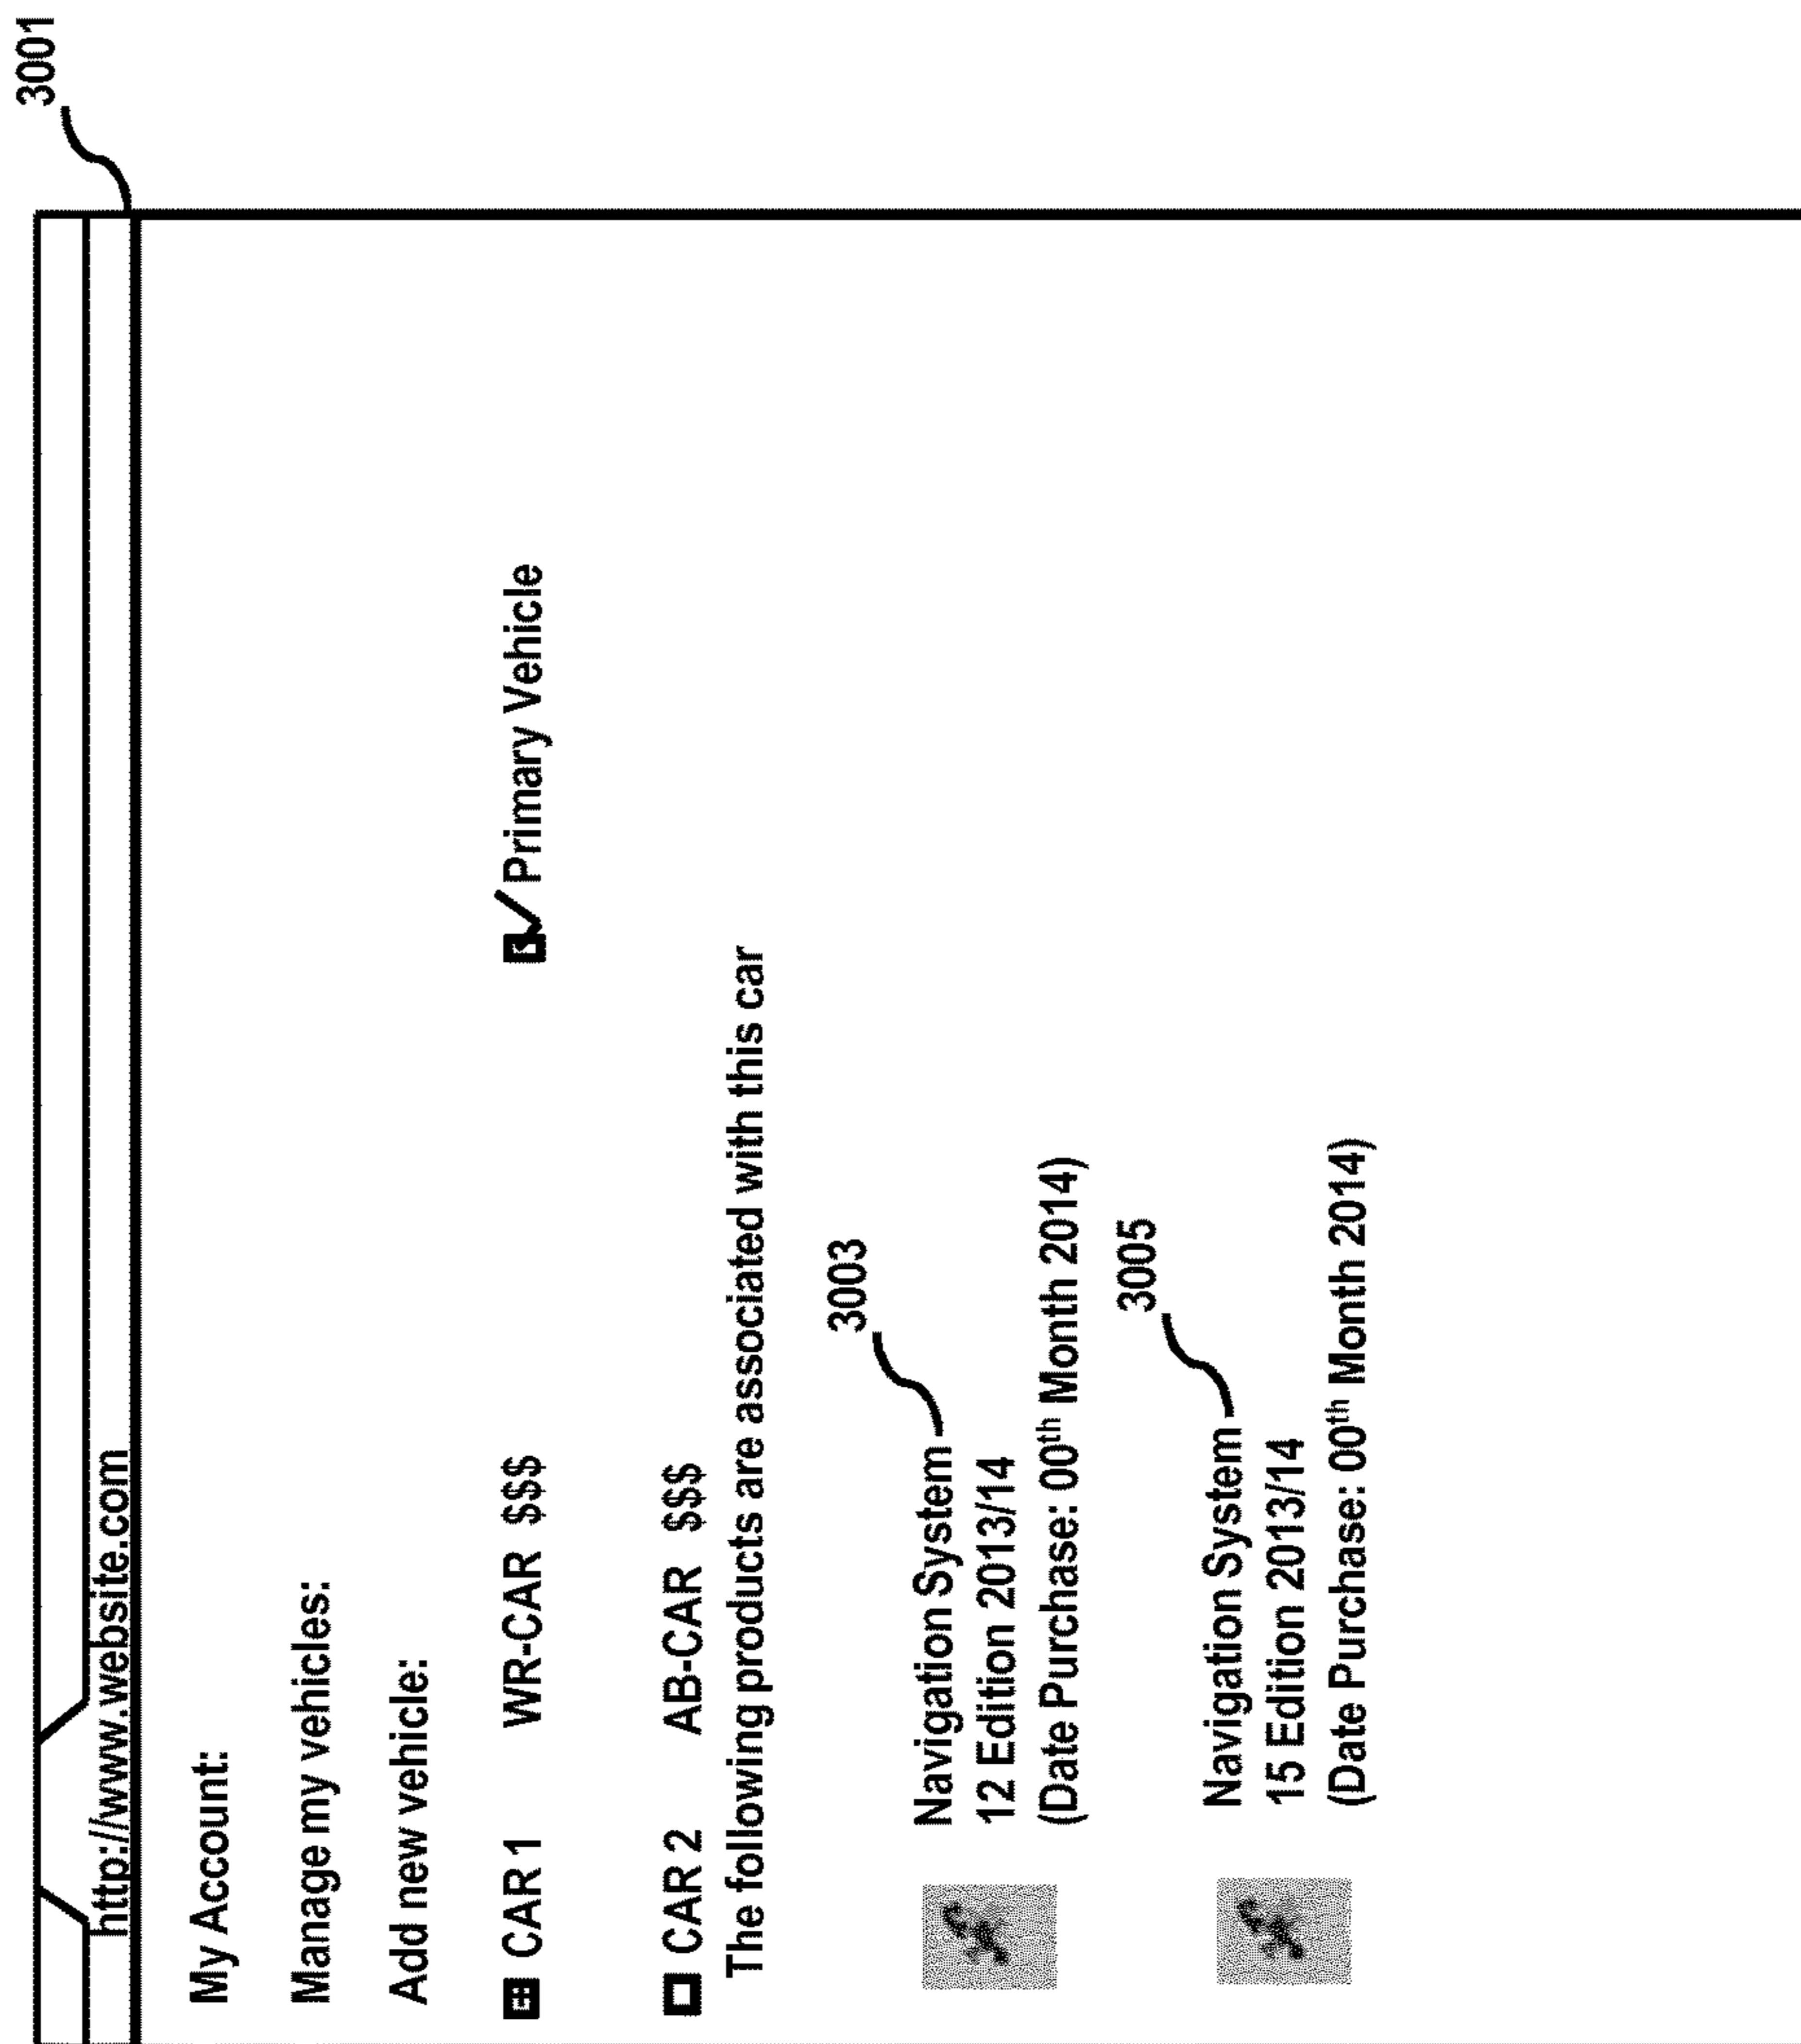 3001
http://www.website.com
My Account:
Manage my vehicles:
Add new vehicle:
CAR 1 WR-CAR $$$ Primary Vehicle
CAR 2 AB-CAR $$$
The following products are associated with this car
3003
Navigation System
12 Edition 2013/14
(Date Purchase: 00th Month 2014)
3005
Navigation System
15 Edition 2013/14
(Date Purchase: 00th Month 2014)